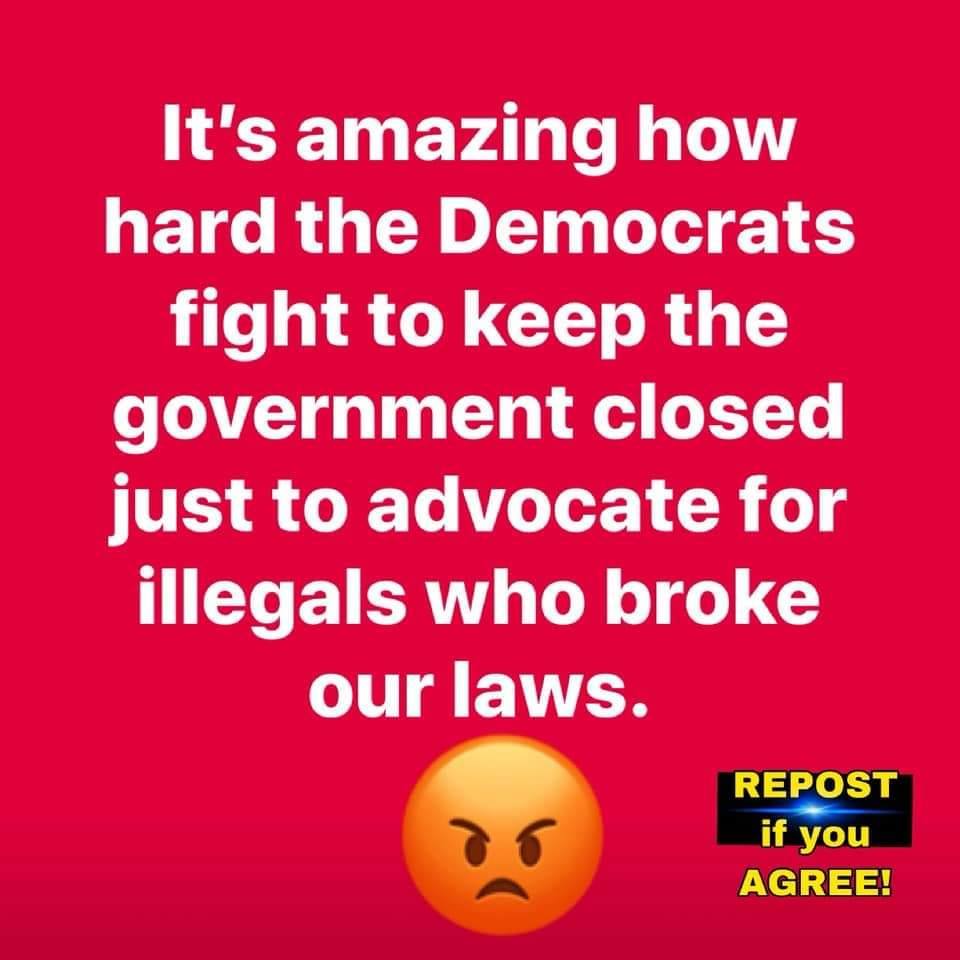 It's amazing how
hard the Democrats
fight to keep the
government closed
just to advocate for
illegals who broke
our laws.
REPOST
if you
AGREE!